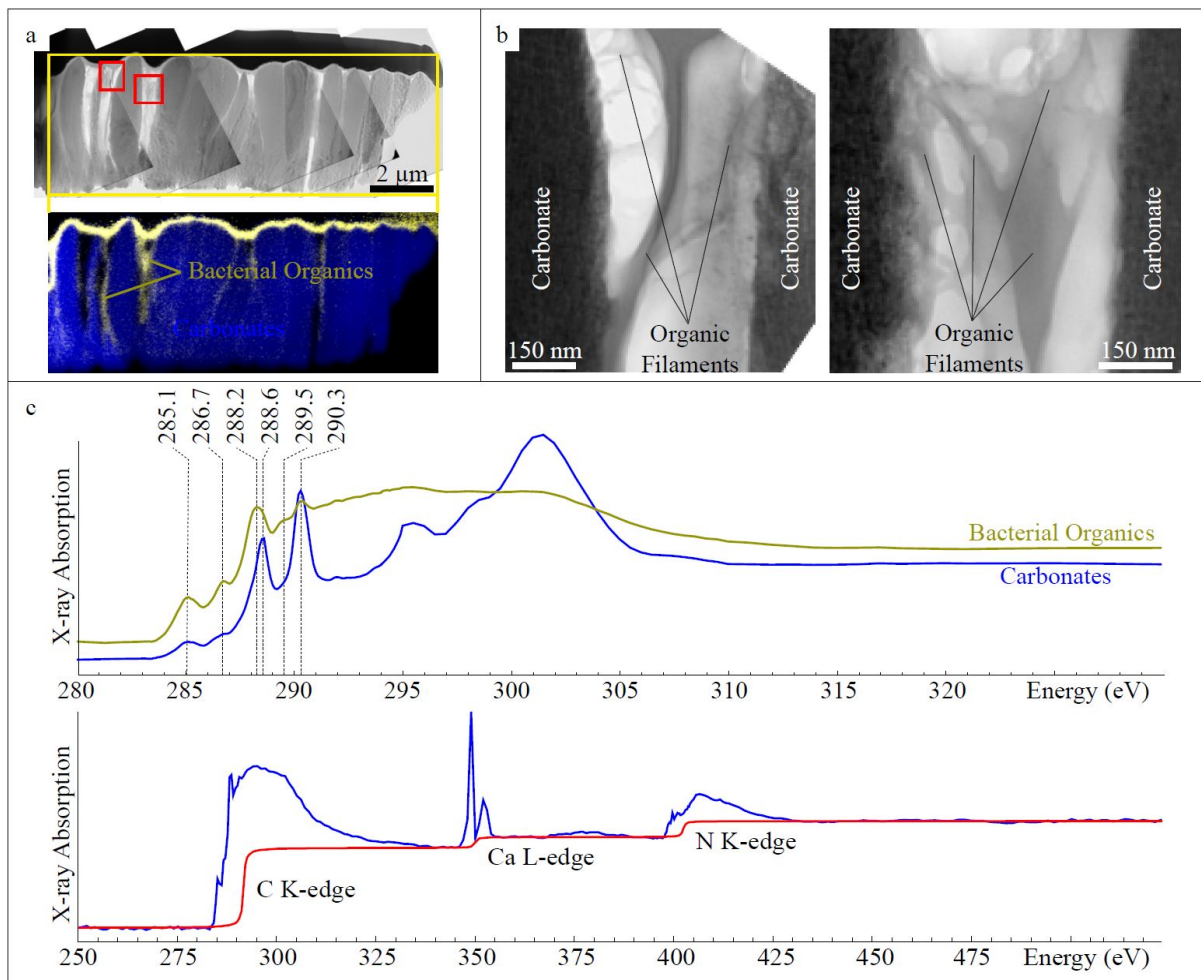 a
2 µm
Bacterial Organics
Carbonates
b
Carbonate
Carbonate
Organic
Filaments
150 nm
Carbonate
Carbonate
Organic
Filaments
150 nm
c
285.1
286.7
288.2
288.6
289.5
290.3
X-ray Absorption
Bacterial Organics
Carbonates
280 285 290 295 300 305 310 315 320 Energy (eV)
X-ray Absorption
C K-edge
Ca L-edge
N K-edge
250 275 300 325 350 375 400 425 450 475 Energy (eV)